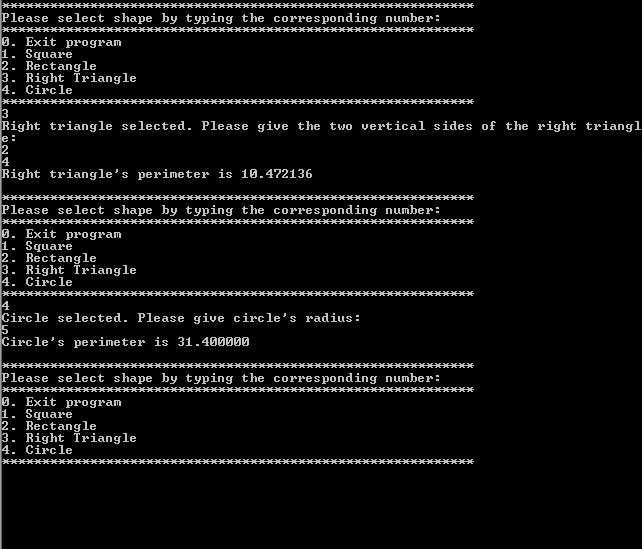 ***********************************************************
Please select shape by typing the corresponding number:
***********************************************************
0. Exit program
1. Square
2. Rectangle
3. Right Triangle
4. Circle
***********************************************************
3
Right triangle selected. Please give the two vertical sides of the right triangl
e:
2
4
Right triangle's perimeter is 10.472136

***********************************************************
Please select shape by typing the corresponding number:
***********************************************************
0. Exit program
1. Square
2. Rectangle
3. Right Triangle
4. Circle
***********************************************************
4
Circle selected. Please give circle's radius:
5
Circle's perimeter is 31.400000

***********************************************************
Please select shape by typing the corresponding number:
***********************************************************
0. Exit program
1. Square
2. Rectangle
3. Right Triangle
4. Circle
***********************************************************